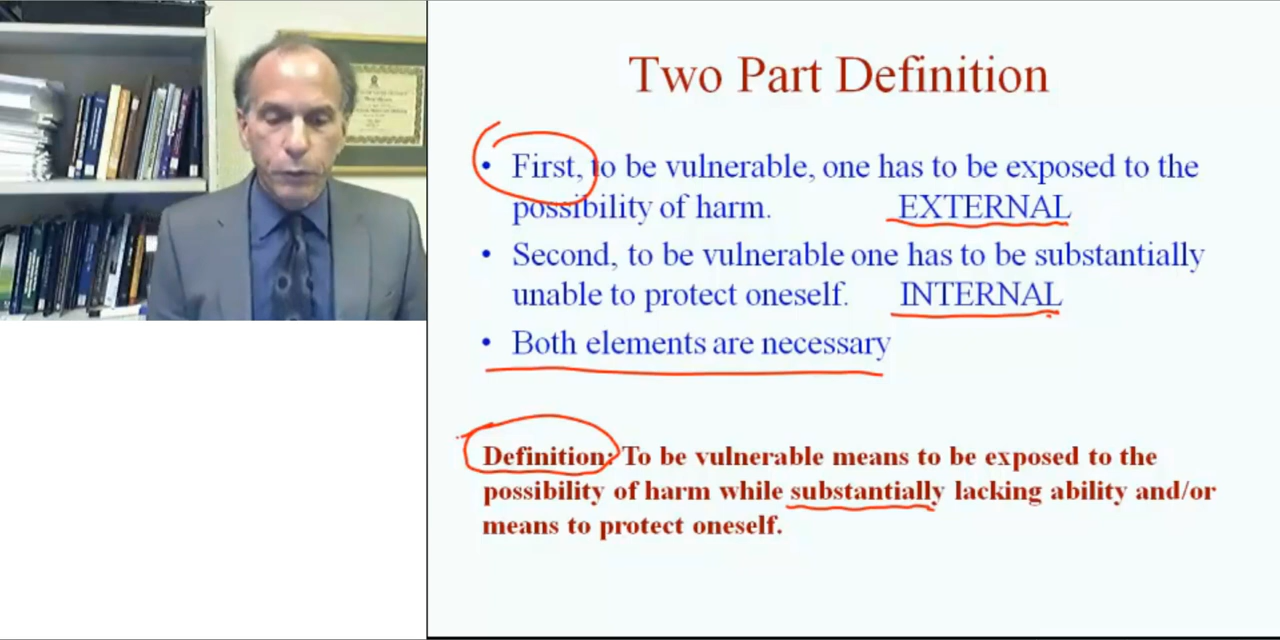 Two Part Definition
• First, to be vulnerable, one has to be exposed to the
possibility of harm. EXTERNAL
• Second, to be vulnerable one has to be substantially
unable to protect oneself. INTERNAL
• Both elements are necessary
Definition: To be vulnerable means to be exposed to the
possibility of harm while substantially lacking ability and/or
means to protect oneself.